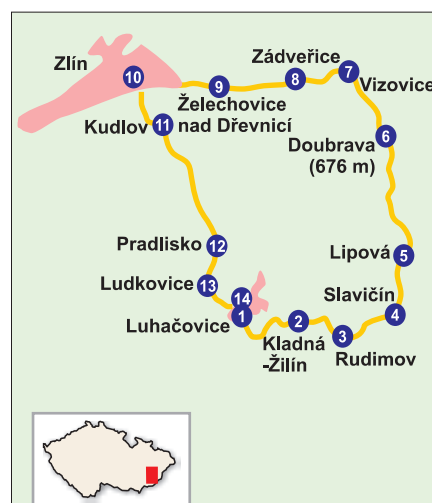 Zlín
10
9
Zádveřice
8
7
Vizovice
Želechovice
nad Dřevnicí
Kudlov
11
6
Doubrava
(676 m)
Pradlisko
12
Lipová
5
Ludkovice
13
14
Slavičín
4
Luhačovice
1
2
Kladná
-Žilín
3
Rudimov